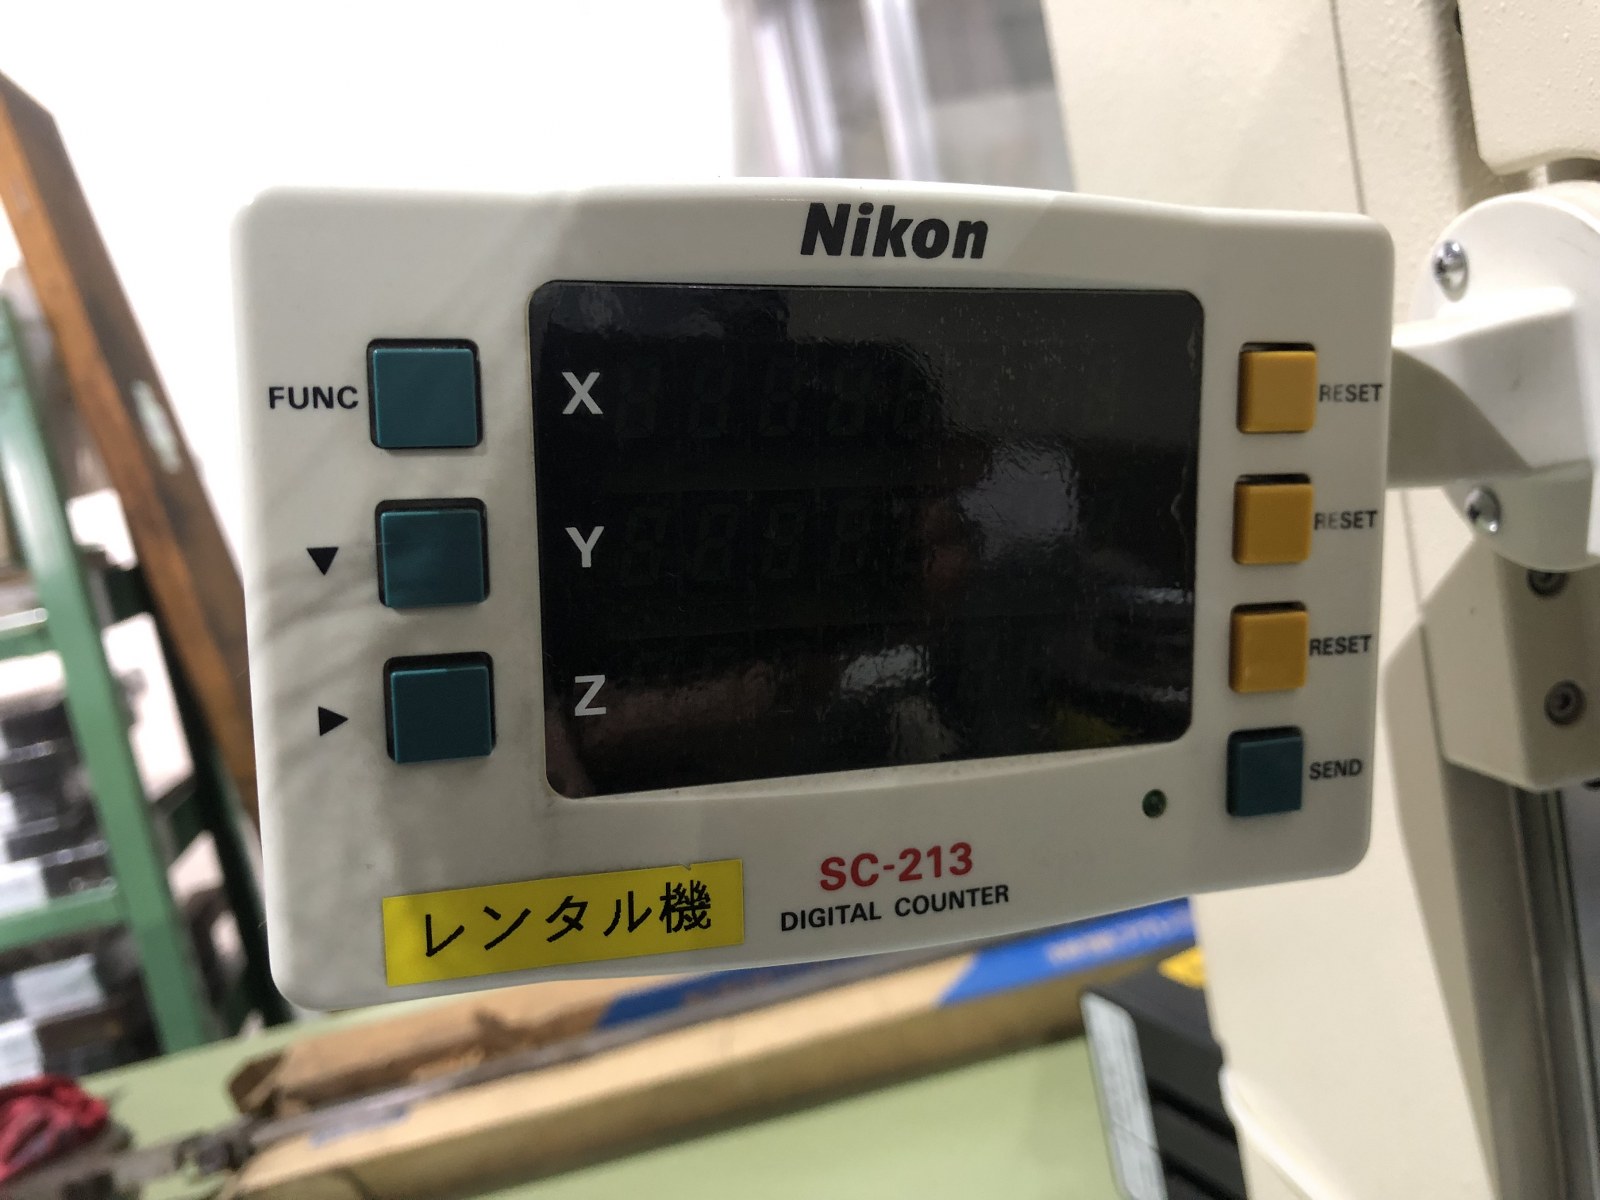 Nikon
FUNC
▼
▶
X
Y
Z
RESET
RESET
RESET
SEND
SC-213
DIGITAL COUNTER
レンタル機